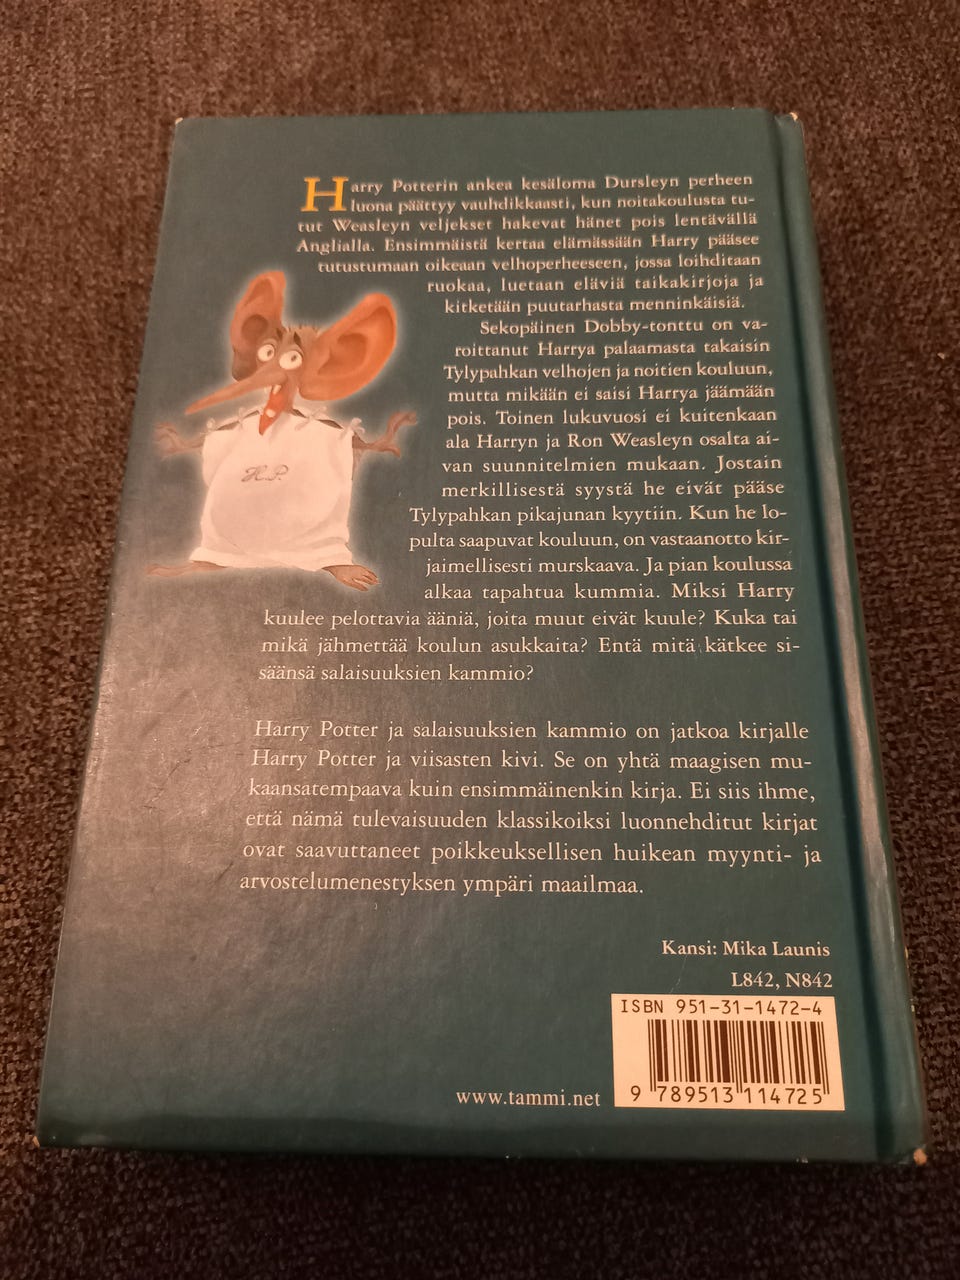 Harry Potterin ankea kesäloma Dursleyn perheen
luona päättyy vauhdikkaasti, kun noitakoulusta tu-
tut Weasleyn veljekset hakevat hänet pois lentävällä
Anglialla. Ensimmäistä kertaa elämässään Harry pääsee
tutustumaan oikeaan velhoperheeseen, jossa loihditaan
ruokaa, luetaan eläviä taikakirjoja ja
kitketään puutarhasta menninkäisiä.
Sekopäinen Dobby-tonttu on va-
roittanut Harrya palaamasta takaisin
Tylypahkan velhojen ja noitien kouluun,
mutta mikään ei saisi Harrya jäämään
pois. Toinen lukuvuosi ei kuitenkaan
ala Harryn ja Ron Weasleyn osalta ai-
van suunnitelmien mukaan. Jostain
merkillisestä syystä he eivät pääse
Tylypahkan pikajunan kyytiin. Kun he lo-
pulta saapuvat kouluun, on vastaanotto kir-
jaimellisesti murskaava. Ja pian koulussa
alkaa tapahtua kummia. Miksi Harry
kuulee pelottavia ääniä, joita muut eivät kuule? Kuka tai
mikä jähmettää koulun asukkaita? Entä mitä kätkee si-
säänsä salaisuuksien kammio?
H.P.
Harry Potter ja salaisuuksien kammio on jatkoa kirjalle
Harry Potter ja viisasten kivi. Se on yhtä maagisen mu-
kaansatempaava kuin ensimmäinenkin kirja. Ei siis ihme,
että nämä tulevaisuuden klassikoiksi luonnehditut kirjat
ovat saavuttaneet poikkeuksellisen huikean myynti- ja
arvostelumenestyksen ympäri maailmaa.
Kansi: Mika Launis
L842, N842
ISBN 951-31-1472-4
9 789513 114725
www.tammi.net